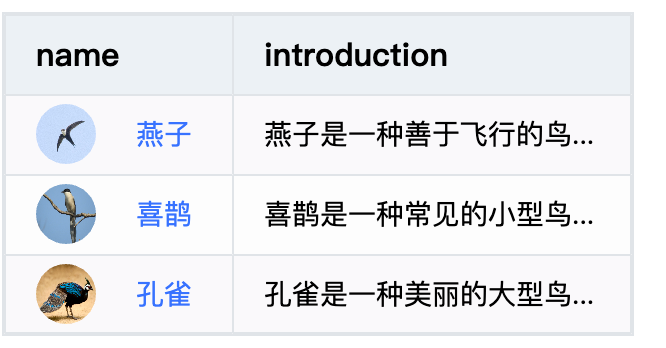 name introduction
燕子 燕子是一种善于飞行的鸟...
喜鹊 喜鹊是一种常见的小型鸟...
孔雀 孔雀是一种美丽的大型鸟...